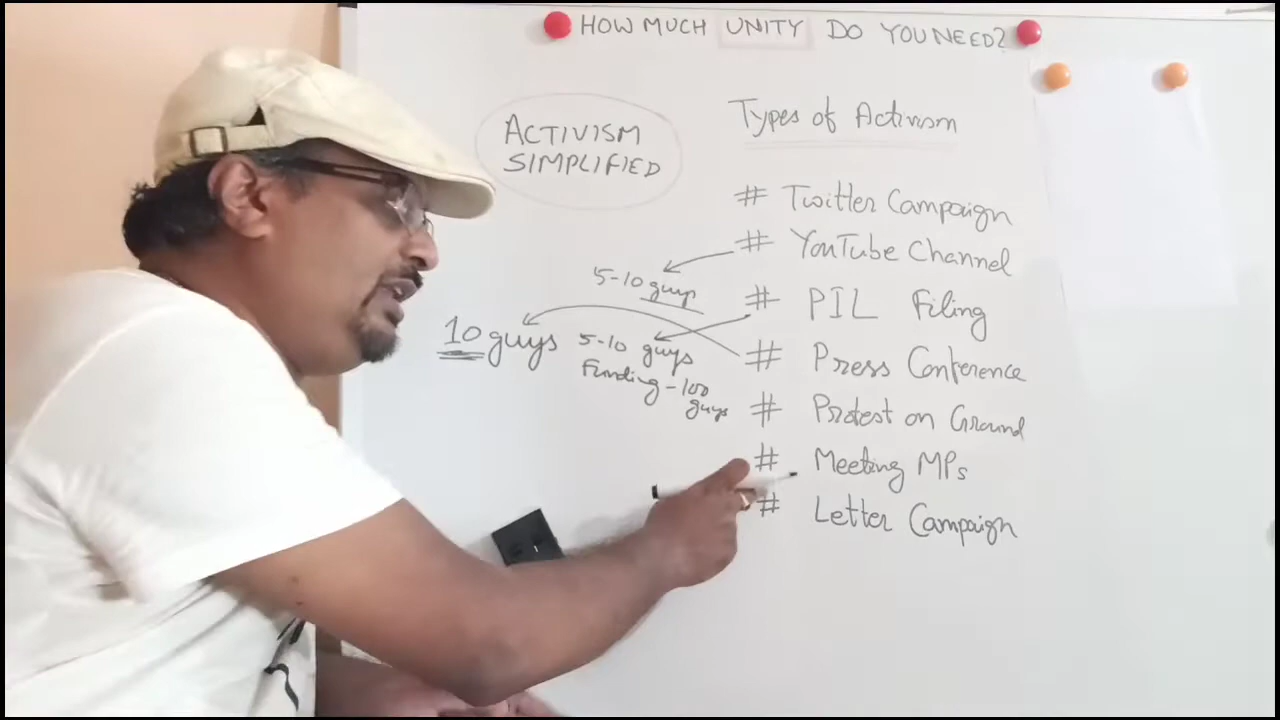 HOW MUCH UNITY DO YOU NEED?
ACTIVISM
SIMPLIFIED
Types of Activism
# Twitter Campaign
# YouTube Channel
5-10 guys
# PIL Filing
10 guys
5-10 guys
Funding - 100
guys
# Press Conference
# Protest on Ground
# Meeting MPs
# Letter Campaign